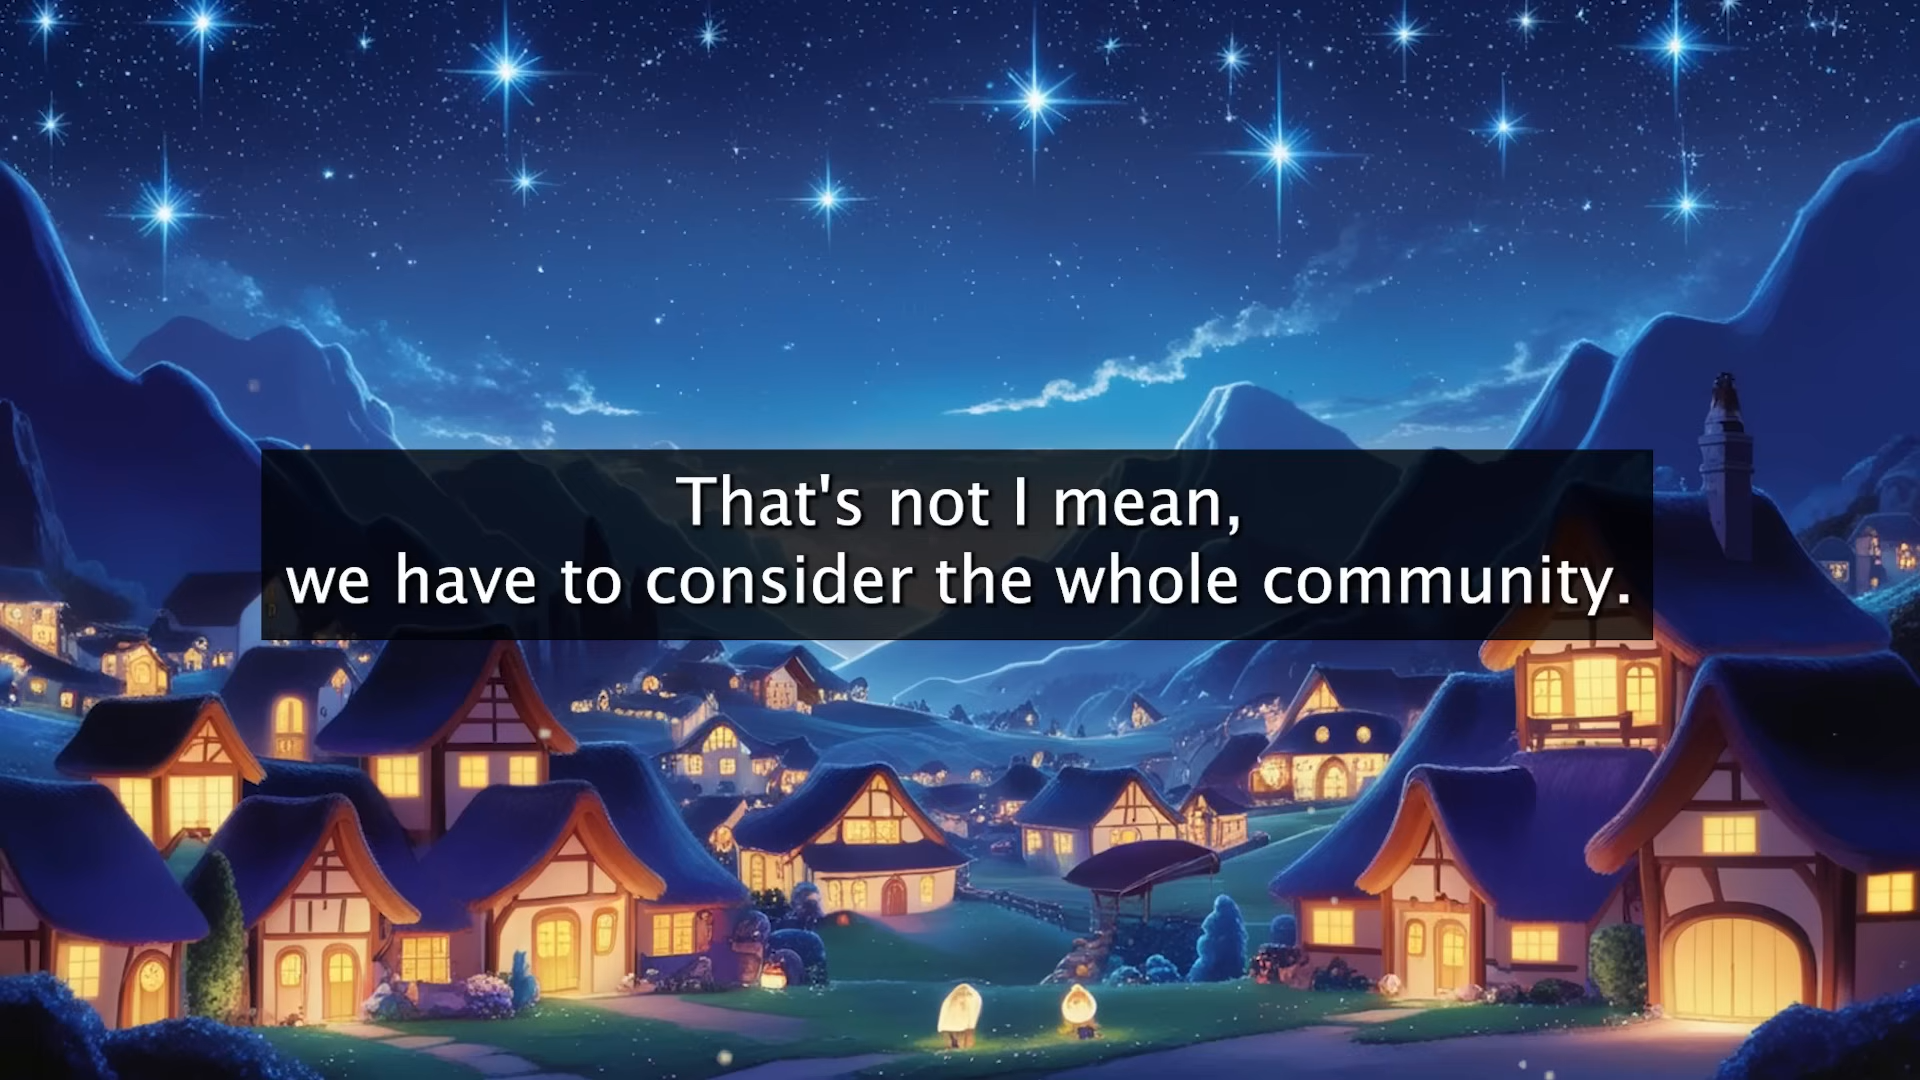 That's not I mean,
we have to consider the whole community.